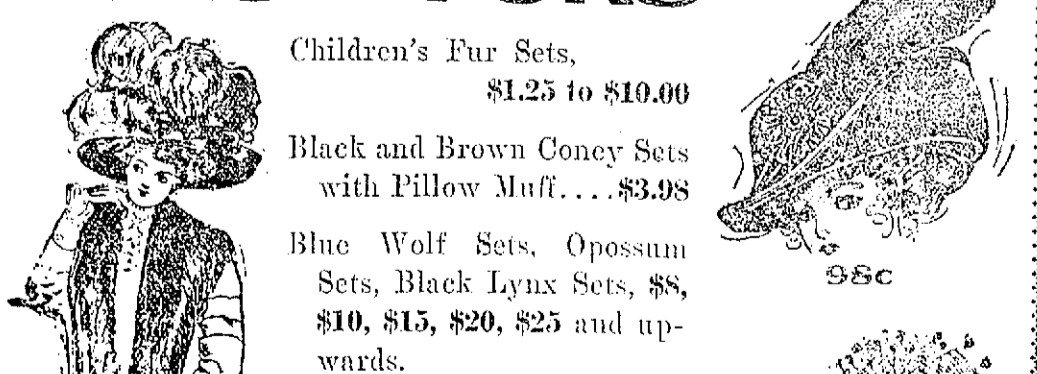 FURS
Children's Fur Sets,
$1.25 to $10.00
Black and Brown Coney Sets
with Pillow Muff....$3.98
Blue Wolf Sets, Opossum
Sets, Black Lynx Sets, $8,
$10, $15, $20, $25 and up-
wards.
98c